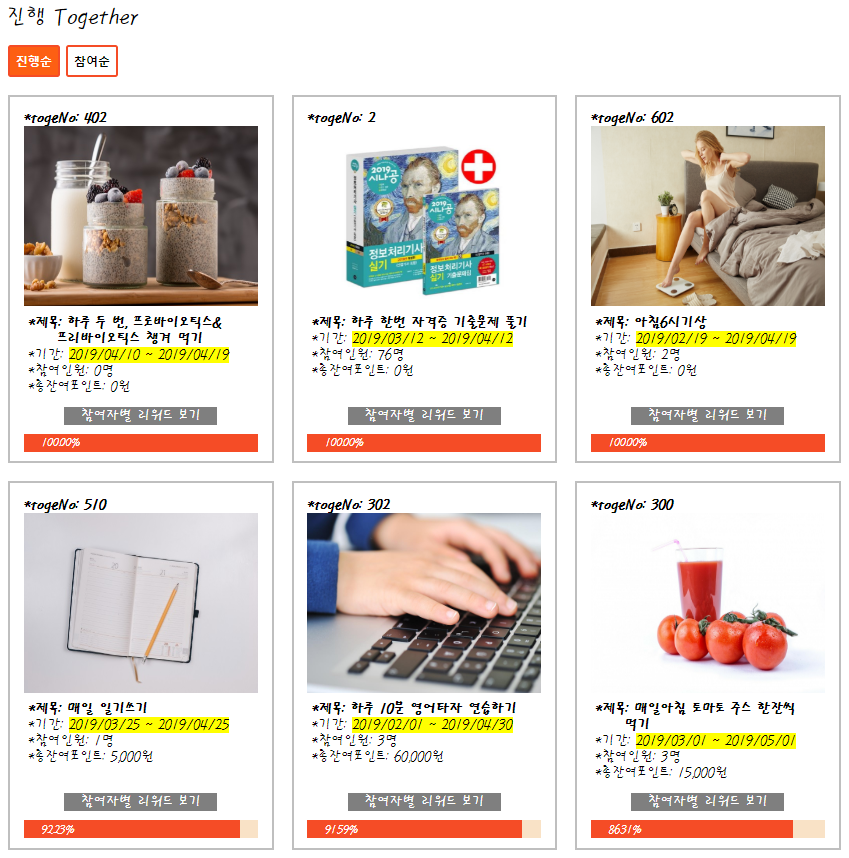 진행 Together
진행순 참여순
*togeNo: 402
*제목: 하루 두 번, 프로바이오틱스&
프리바이오틱스 챙겨 먹기
*기간: 2019/04/10 ~ 2019/04/19
*참여인원: 0명
*총잔여포인트: 0원
참여자별 리워드 보기
100.00%
*togeNo: 2
2019
시나공
정보처리기사
실기
2019
시나공
정보처리기사
실기
*제목: 하루 한번 자격증 기출문제 풀기
*기간: 2019/03/12 ~ 2019/04/12
*참여인원: 76명
*총잔여포인트: 0원
참여자별 리워드 보기
100.00%
*togeNo: 602
*제목: 아침6시기상
*기간: 2019/02/19 ~ 2019/04/19
*참여인원: 2명
*총잔여포인트: 0원
참여자별 리워드 보기
100.00%
*togeNo: 510
*제목: 매일 일기쓰기
*기간: 2019/03/25 ~ 2019/04/25
*참여인원: 1명
*총잔여포인트: 5,000원
참여자별 리워드 보기
92.23%
*togeNo: 302
*제목: 하루 10분 영어타자 연습하기
*기간: 2019/02/01 ~ 2019/04/30
*참여인원: 3명
*총잔여포인트: 60,000원
참여자별 리워드 보기
91.59%
*togeNo: 300
*제목: 매일아침 토마토 주스 한잔씩
먹기
*기간: 2019/03/01 ~ 2019/05/01
*참여인원: 3명
*총잔여포인트: 15,000원
참여자별 리워드 보기
86.31%